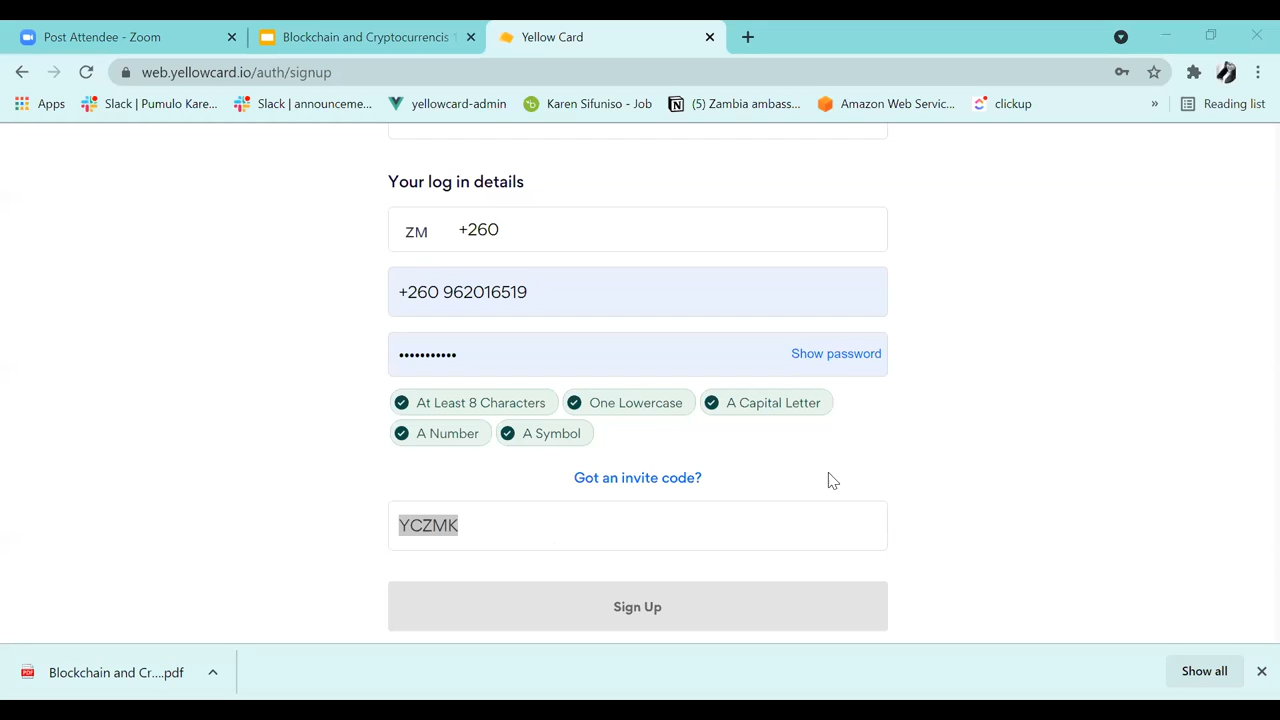 Post Attendee - Zoom
Blockchain and Cryptocurrencis 1
Yellow Card
web.yellowcard.io/auth/signup
Apps
Slack | Pumulo Kare...
Slack | announceme...
yellowcard-admin
Karen Sifuniso - Job
(5) Zambia ambass...
Amazon Web Servic...
clickup
»
Reading list
Your log in details
ZM +260
+260 962016519
••••••••••• Show password
At Least 8 Characters
One Lowercase
A Capital Letter
A Number
A Symbol
Got an invite code?
YCZMK
Sign Up
PDF
Blockchain and Cr....pdf
Show all